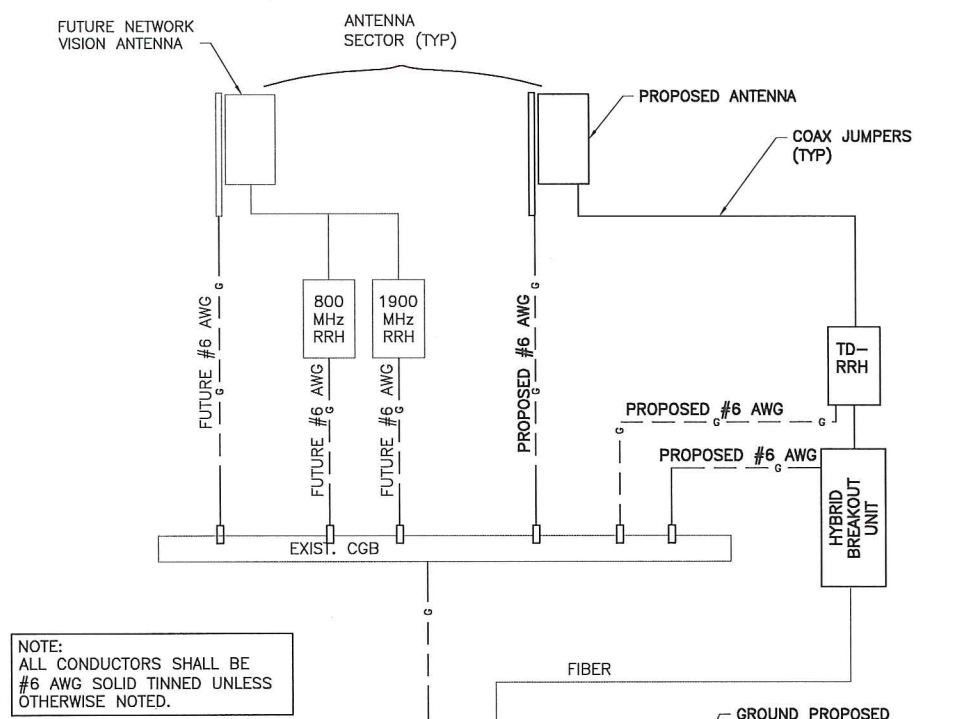 FUTURE NETWORK
VISION ANTENNA
ANTENNA
SECTOR (TYP)
PROPOSED ANTENNA
COAX JUMPERS
(TYP)
G
FUTURE #6 AWG
G
800
MHz
RRH
1900
MHz
RRH
FUTURE #6 AWG
G
FUTURE #6 AWG
G
G
PROPOSED #6 AWG
G
TD-
RRH
PROPOSED #6 AWG
G
G
G
PROPOSED #6 AWG
G
HYBRID
BREAKOUT
UNIT
EXIST. CGB
G
NOTE:
ALL CONDUCTORS SHALL BE
#6 AWG SOLID TINNED UNLESS
OTHERWISE NOTED.
FIBER
GROUND PROPOSED